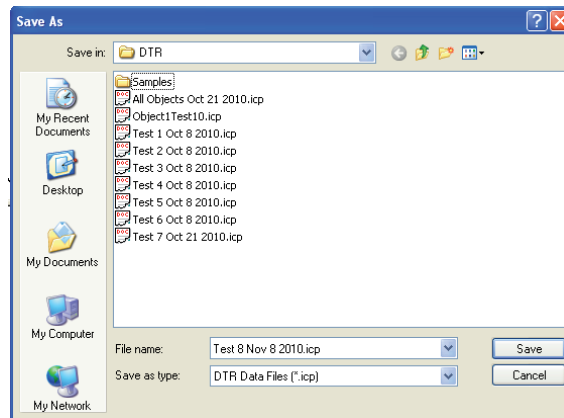 Save As
Save in: DTR
Samples
All Objects Oct 21 2010.icp
Object1Test10.icp
Test 1 Oct 8 2010.icp
Test 2 Oct 8 2010.icp
Test 3 Oct 8 2010.icp
Test 4 Oct 8 2010.icp
Test 5 Oct 8 2010.icp
Test 6 Oct 8 2010.icp
Test 7 Oct 21 2010.icp
My Recent
Documents
Desktop
My Documents
My Computer
My Network
File name: Test 8 Nov 8 2010.icp Save
Save as type: DTR Data Files (*.icp) Cancel